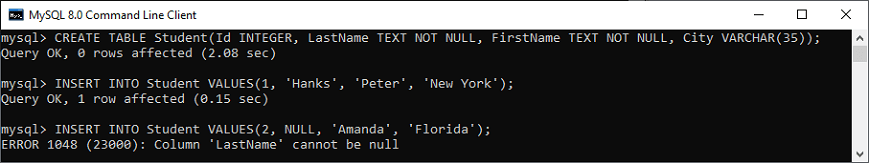 MySQL 8.0 Command Line Client
mysql> CREATE TABLE Student(Id INTEGER, LastName TEXT NOT NULL, FirstName TEXT NOT NULL, City VARCHAR(35));
Query OK, 0 rows affected (2.08 sec)
mysql> INSERT INTO Student VALUES(1, 'Hanks', 'Peter', 'New York');
Query OK, 1 row affected (0.15 sec)
mysql> INSERT INTO Student VALUES(2, NULL, 'Amanda', 'Florida');
ERROR 1048 (23000): Column 'LastName' cannot be null